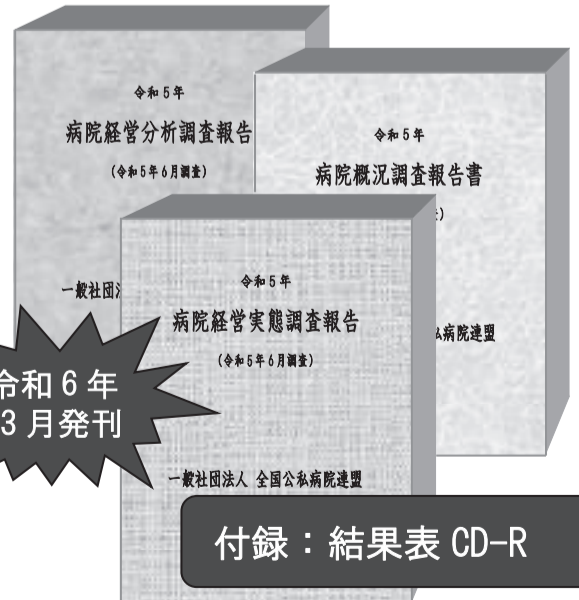 令和5年
病院経営分析調査報告
(令和5年6月調査)
一般社団法
令和5年
病院概況調査報告書
)
私病院連盟
令和5年
病院経営実態調査報告
(令和5年6月調査)
一般社団法人 全国公私病院連盟
令和6年
3月発刊
付録：結果表 CD-R